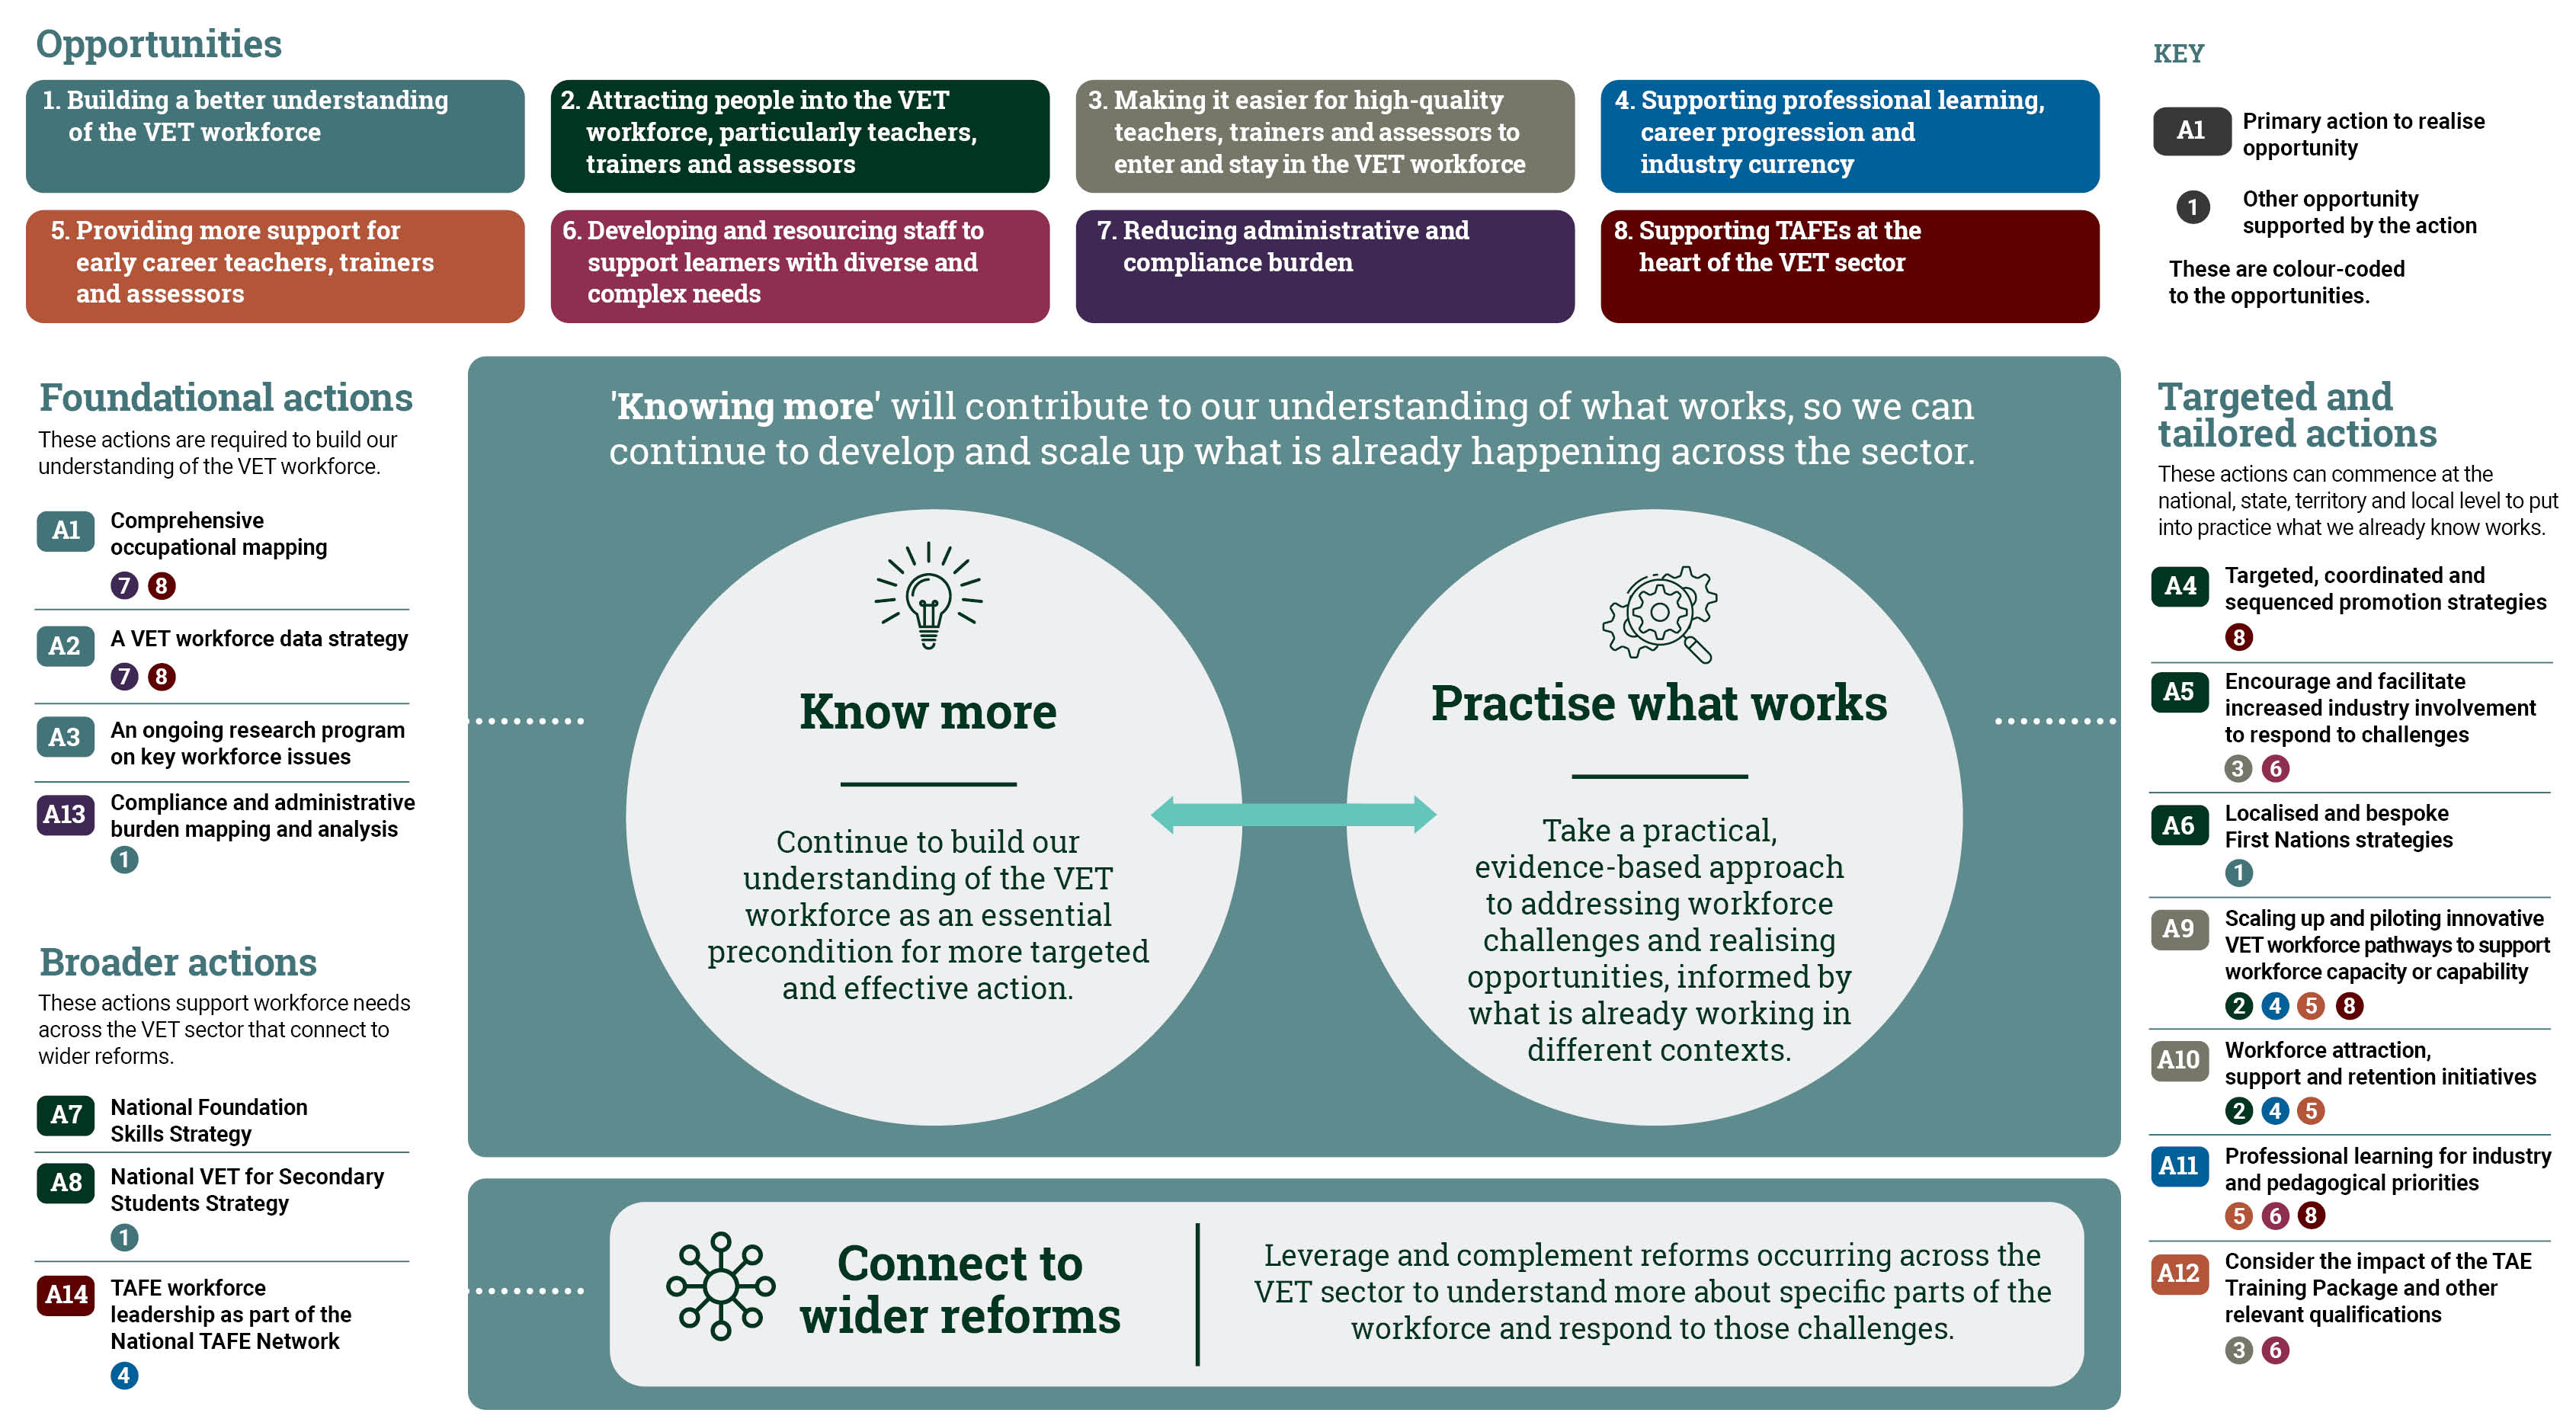 Opportunities
1. Building a better understanding
of the VET workforce
2. Attracting people into the VET
workforce, particularly teachers,
trainers and assessors
3. Making it easier for high-quality
teachers, trainers and assessors to
enter and stay in the VET workforce
4. Supporting professional learning,
career progression and
industry currency
5. Providing more support for
early career teachers, trainers
and assessors
6. Developing and resourcing staff to
support learners with diverse and
complex needs
7. Reducing administrative and
compliance burden
8. Supporting TAFEs at the
heart of the VET sector
KEY
A1
Primary action to realise
opportunity
1
Other opportunity
supported by the action
These are colour-coded
to the opportunities.
Foundational actions
These actions are required to build our
understanding of the VET workforce.
A1
Comprehensive
occupational mapping
7 8
A2
A VET workforce data strategy
7 8
A3
An ongoing research program
on key workforce issues
A13
Compliance and administrative
burden mapping and analysis
1
Broader actions
These actions support workforce needs
across the VET sector that connect to
wider reforms.
A7
National Foundation
Skills Strategy
A8
National VET for Secondary
Students Strategy
1
A14
TAFE workforce
leadership as part of the
National TAFE Network
4
'Knowing more' will contribute to our understanding of what works, so we can
continue to develop and scale up what is already happening across the sector.
Know more
Continue to build our
understanding of the VET
workforce as an essential
precondition for more targeted
and effective action.
Practise what works
Take a practical,
evidence-based approach
to addressing workforce
challenges and realising
opportunities, informed by
what is already working in
different contexts.
Connect to
wider reforms
Leverage and complement reforms occurring across the
VET sector to understand more about specific parts of the
workforce and respond to those challenges.
Targeted and
tailored actions
These actions can commence at the
national, state, territory and local level to put
into practice what we already know works.
A4
Targeted, coordinated and
sequenced promotion strategies
8
A5
Encourage and facilitate
increased industry involvement
to respond to challenges
3 6
A6
Localised and bespoke
First Nations strategies
1
A9
Scaling up and piloting innovative
VET workforce pathways to support
workforce capacity or capability
2 4 5 8
A10
Workforce attraction,
support and retention initiatives
2 4 5
A11
Professional learning for industry
and pedagogical priorities
5 6 8
A12
Consider the impact of the TAE
Training Package and other
relevant qualifications
3 6